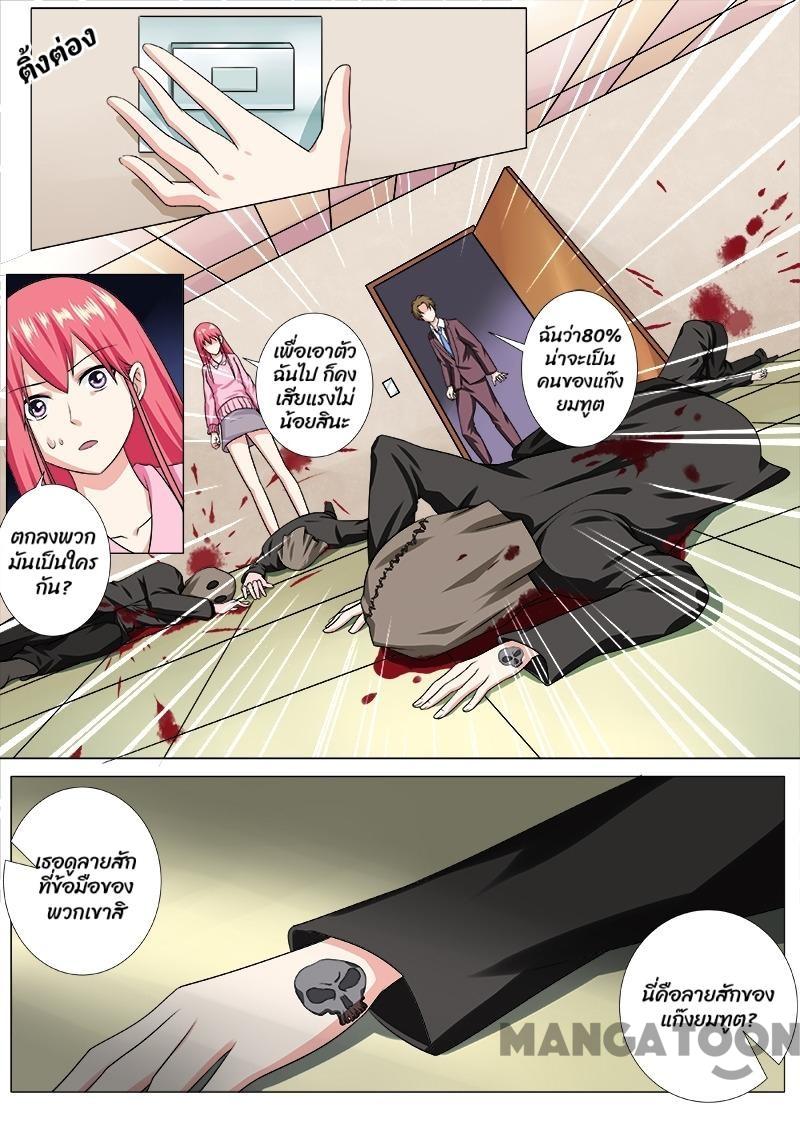 ติ้งต่อง
ตกลงพวก
มันเป็นใคร
กัน?
เพื่อเอาตัว
ฉันไป ก็คง
เสียแรงไม่
น้อยสินะ
ฉันว่า80%
น่าจะเป็น
คนของแก๊ง
ยมทูต
เธอดูลายสัก
ที่ข้อมือของ
พวกเขาสิ
นี่คือลายสักของ
แก๊งยมทูต?
MANGATOON